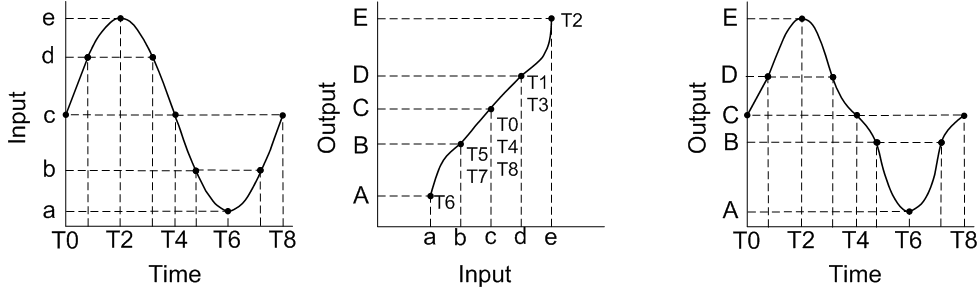 e
d
c
b
a
Input
T0 T2 T4 T6 T8
Time
E
D
C
B
A
Output
T2
T1
T3
T0
T4
T8
T5
T7
T6
a b c d e
Input
E
D
C
B
A
Output
T0 T2 T4 T6 T8
Time